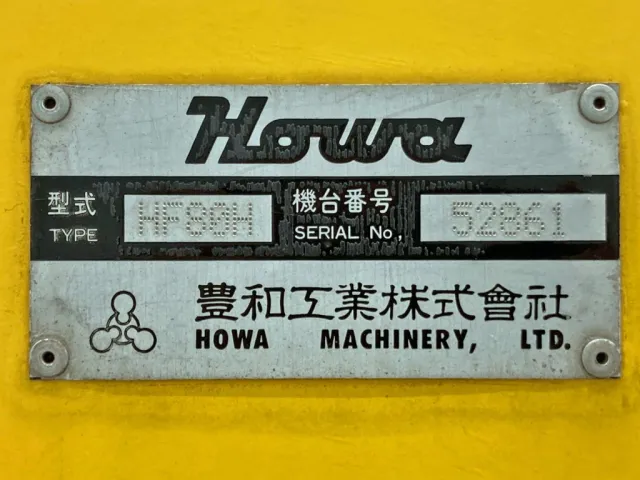 Howa
型式 HF80H 機台番号 52861
TYPE SERIAL No,
豊和工業株式會社
HOWA MACHINERY, LTD.